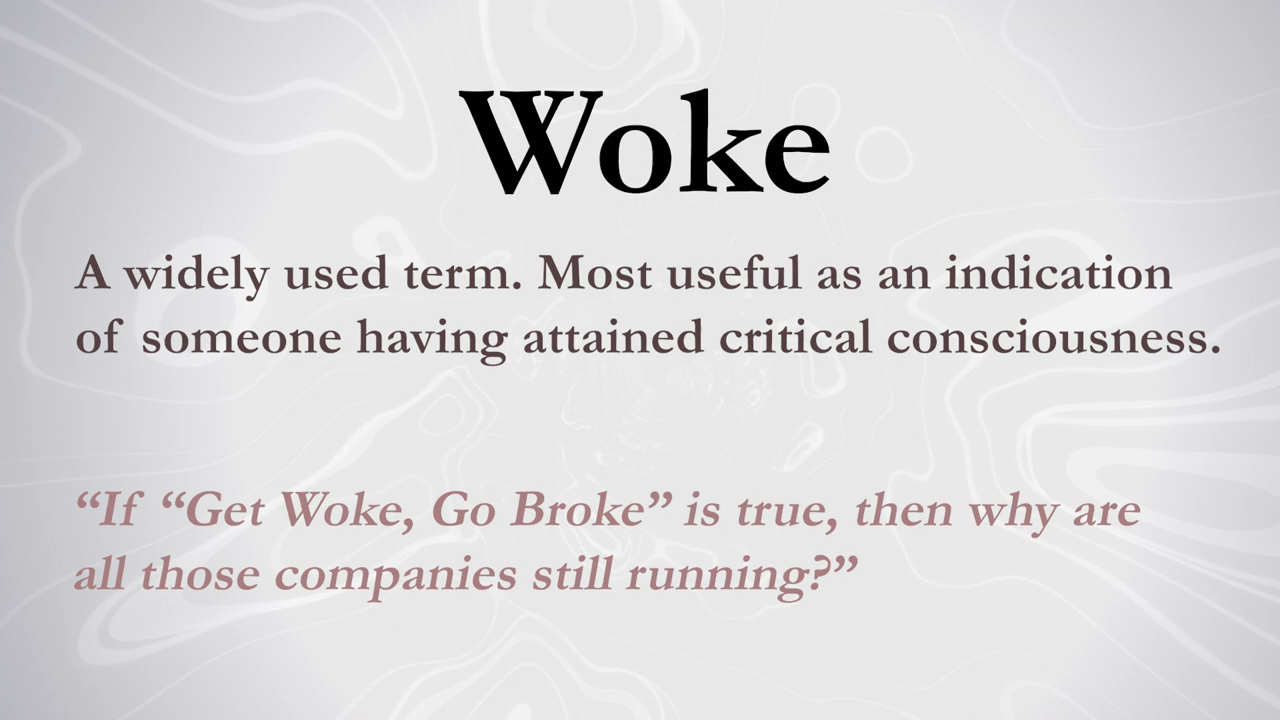 Woke
A widely used term. Most useful as an indication
of someone having attained critical consciousness.
“If “Get Woke, Go Broke” is true, then why are
all those companies still running?”